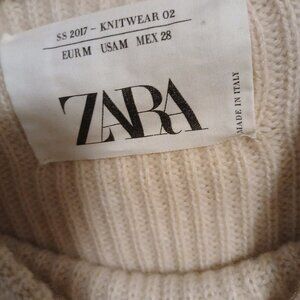 SS 2017 - KNITWEAR 02
EUR M USA M MEX 28
ZARA
MADE IN ITALY